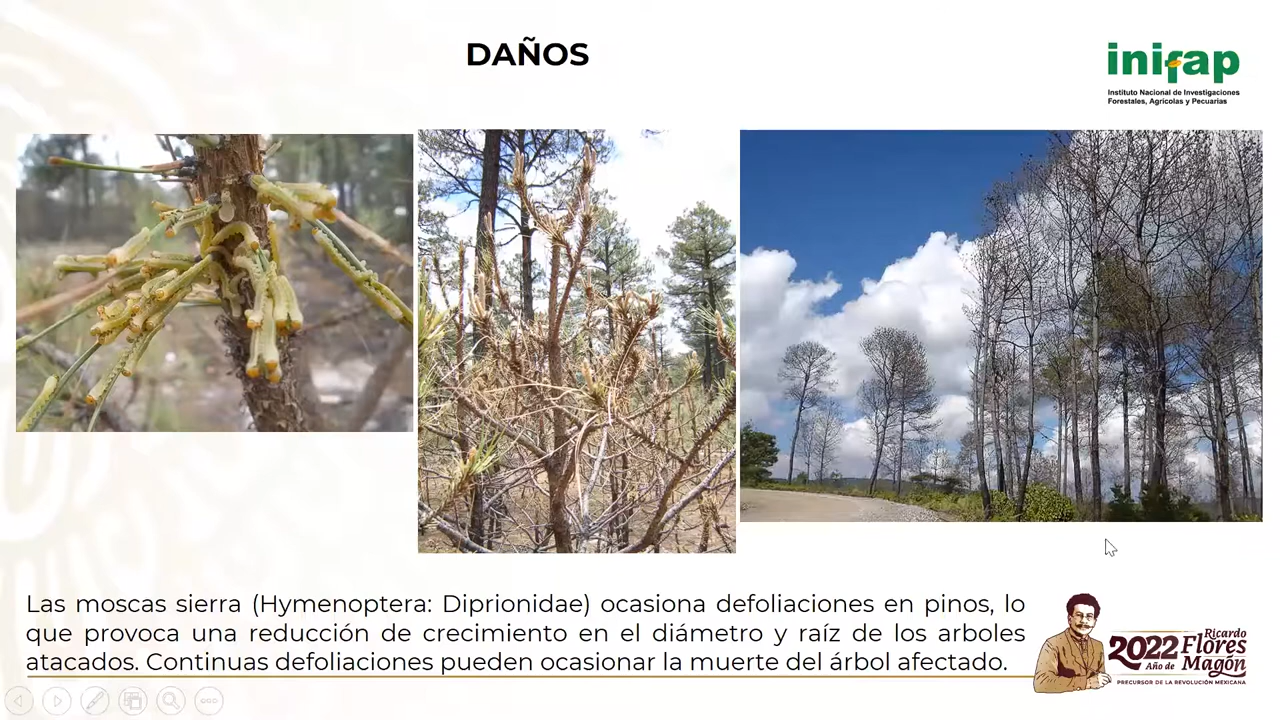 DAÑOS
inifap
Instituto Nacional de Investigaciones
Forestales, Agrícolas y Pecuarias
Las moscas sierra (Hymenoptera: Diprionidae) ocasiona defoliaciones en pinos, lo
que provoca una reducción de crecimiento en el diámetro y raíz de los arboles
atacados. Continuas defoliaciones pueden ocasionar la muerte del árbol afectado.
2022 Ricardo
Flores
Año de Magón
PRECURSOR DE LA REVOLUCIÓN MEXICANA